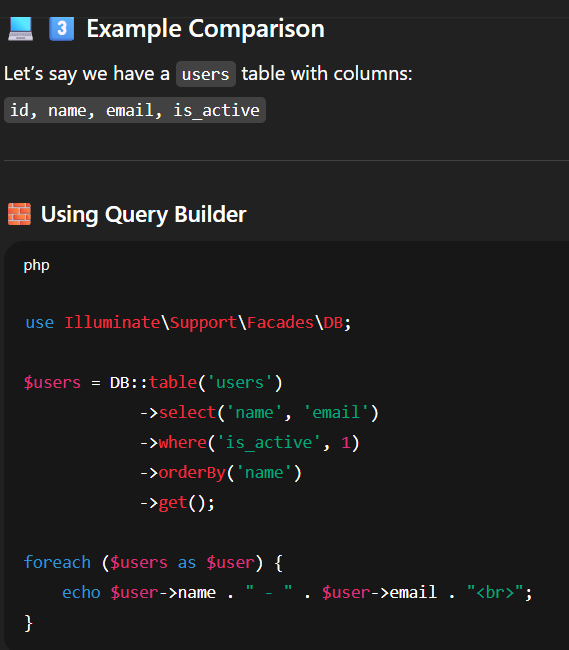 💻 3️⃣ Example Comparison
Let’s say we have a users table with columns:
id, name, email, is_active
🧱 Using Query Builder
php
use Illuminate\Support\Facades\DB;
$users = DB::table('users')
            ->select('name', 'email')
            ->where('is_active', 1)
            ->orderBy('name')
            ->get();
foreach ($users as $user) {
    echo $user->name . " - " . $user->email . "<br>";
}